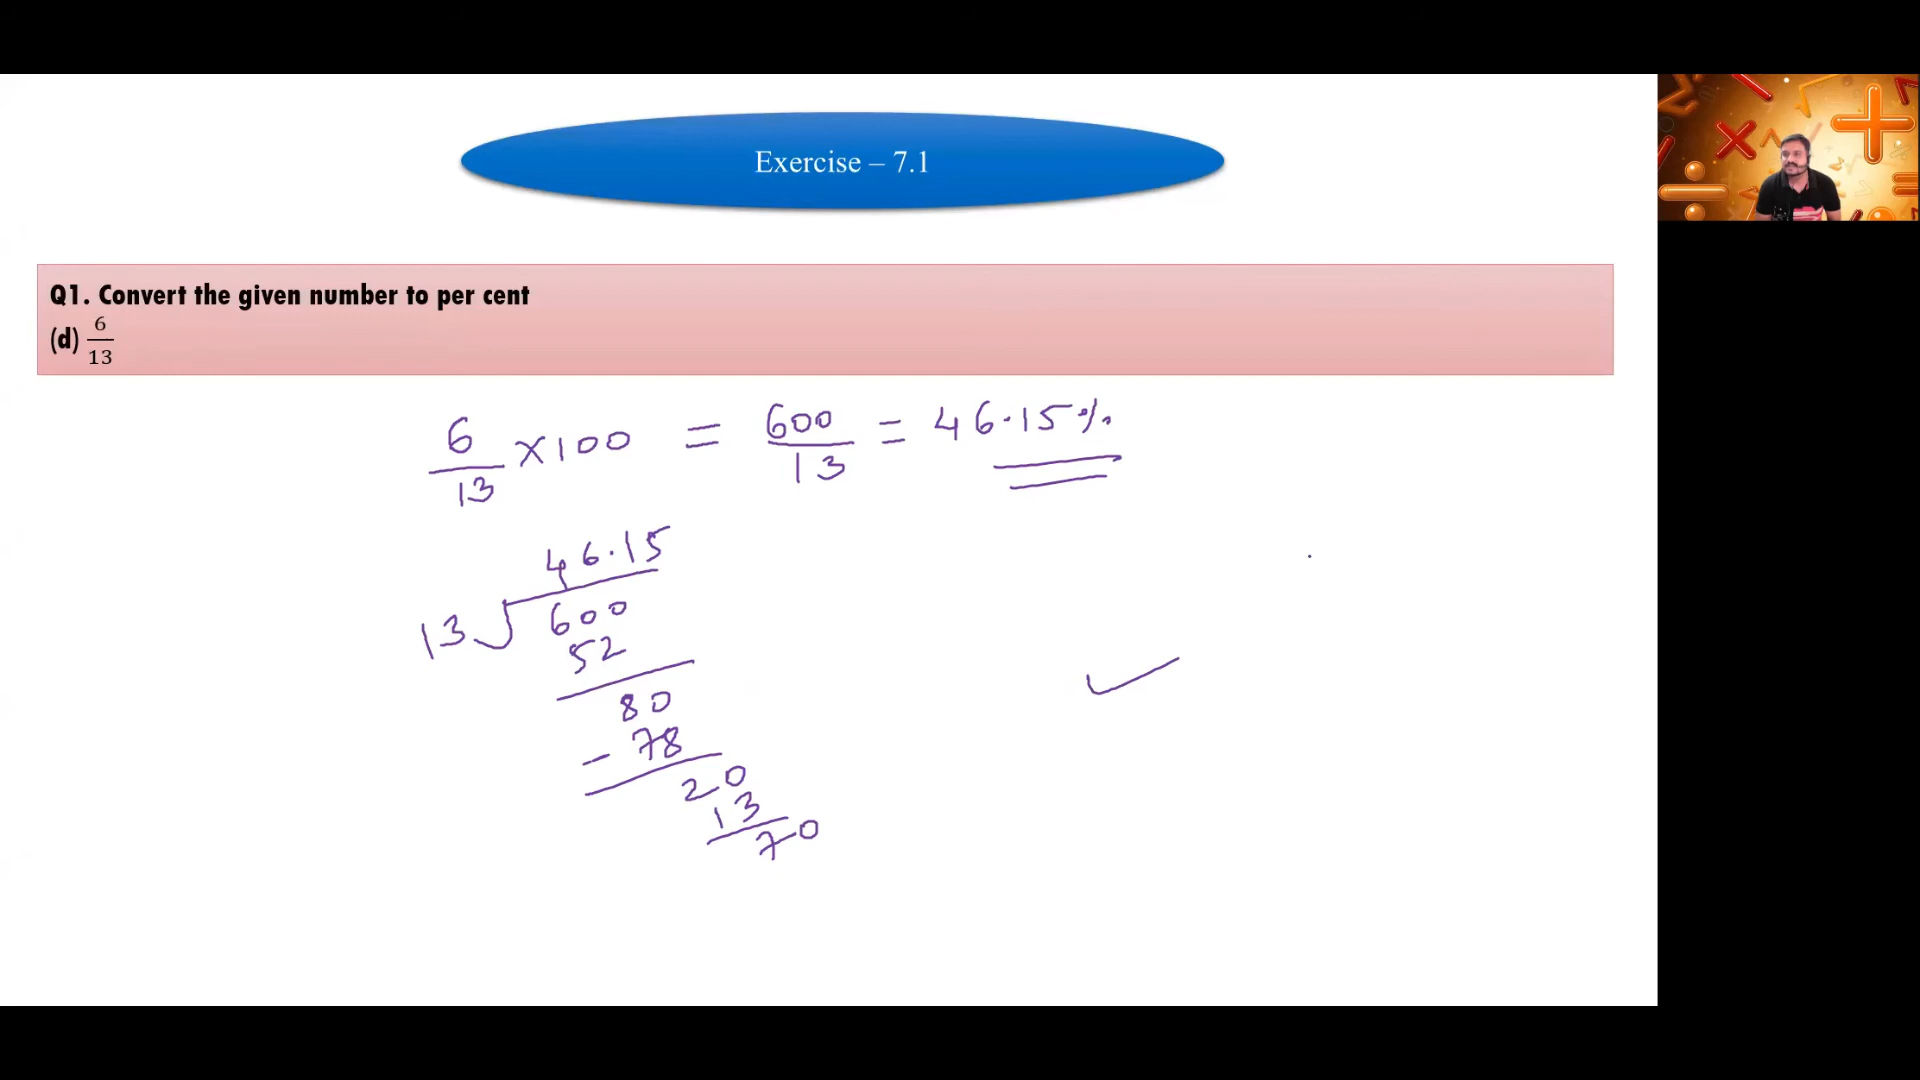 Exercise – 7.1
Q1. Convert the given number to per cent
(d) 6/13
6/13 ×100 = 600/13 = 46.15%
46.15
13 600
52
80
- 78
20
13
70